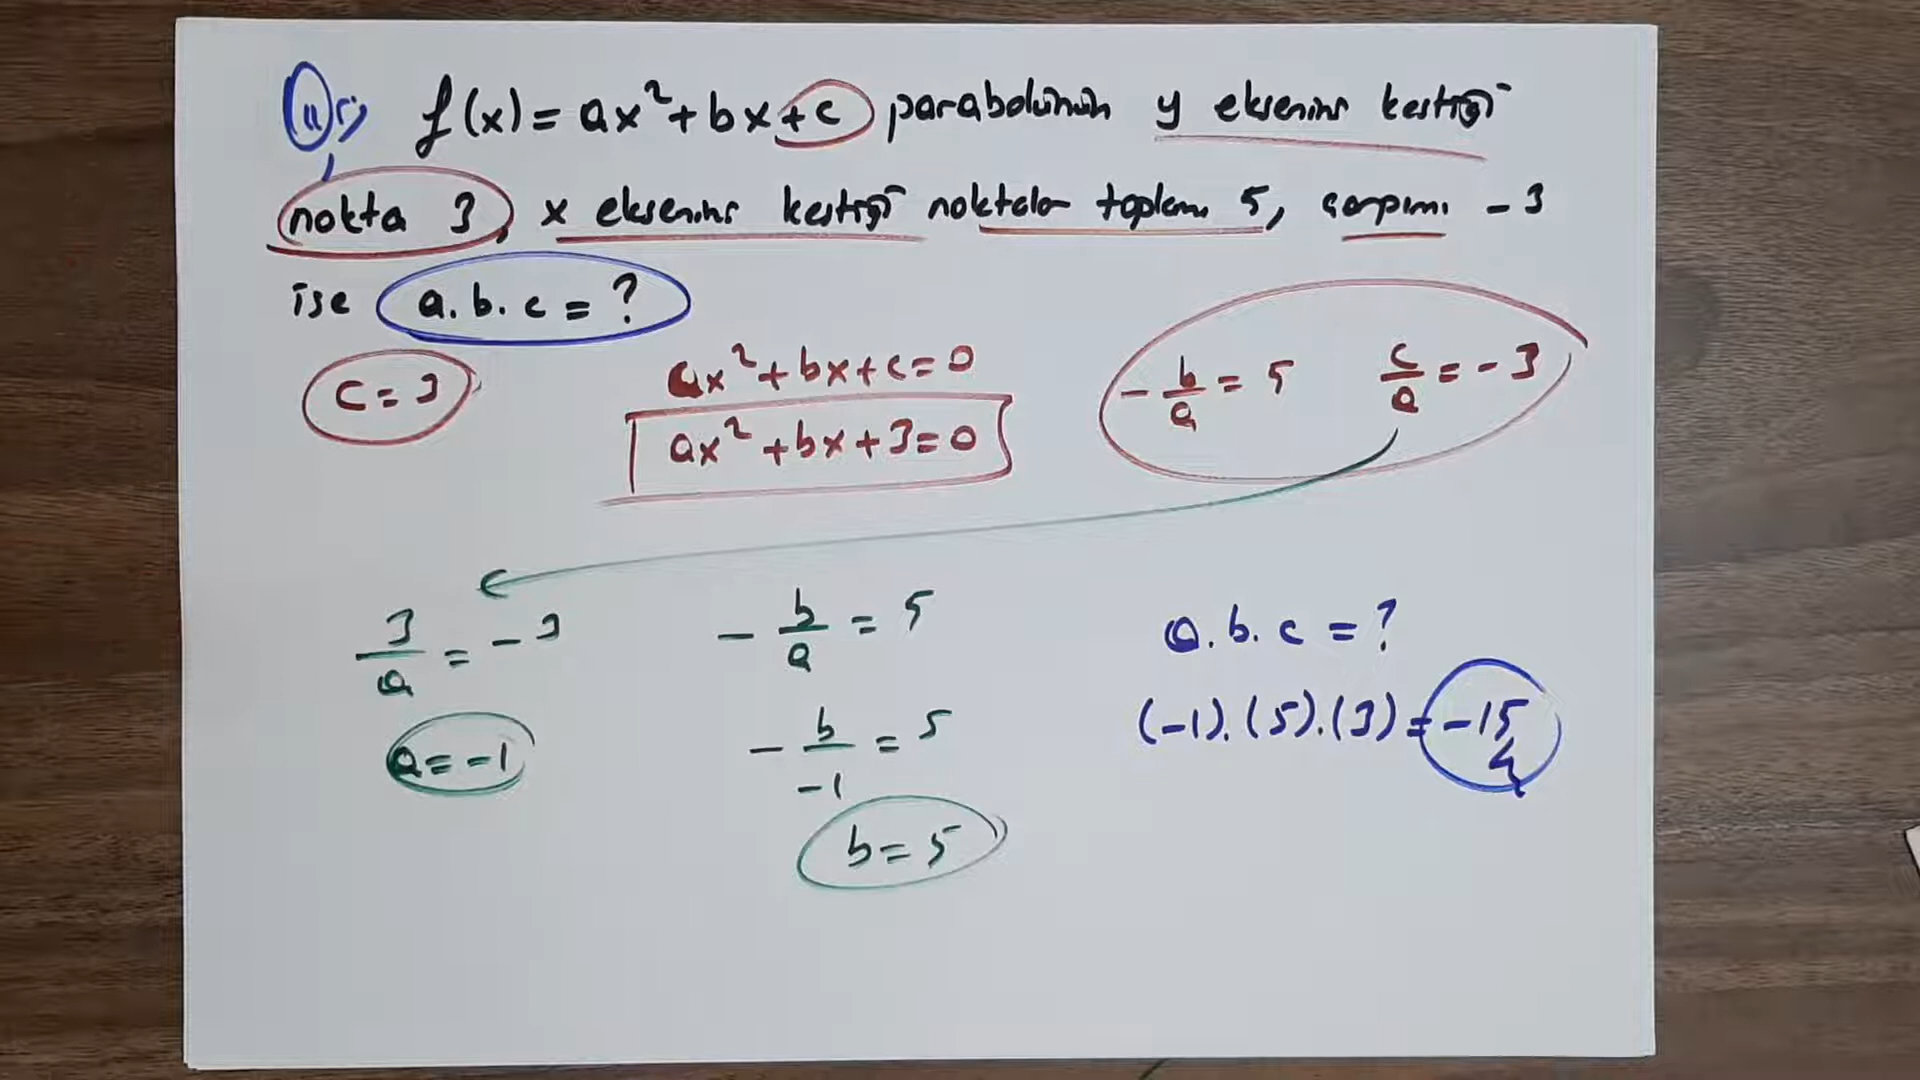 11) f(x) = ax² + bx + c parabolünün y eksenini kestiği
nokta 3, x eksenini kestiği noktalar toplamı 5, çarpımı -3
ise a.b.c = ?
c = 3
ax² + bx + c = 0
ax² + bx + 3 = 0
- b/a = 5 c/a = -3
3/a = -3
a = -1
- b/a = 5
- b/-1 = 5
b = 5
a.b.c = ?
(-1).(5).(3) = -15